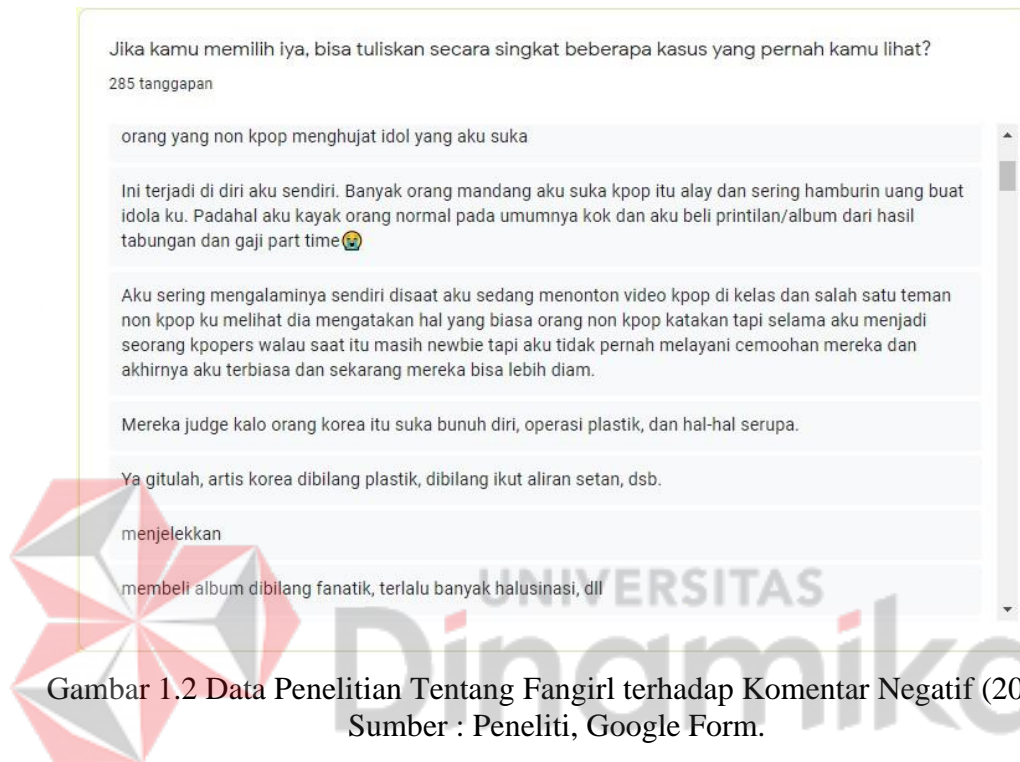 Jika kamu memilih iya, bisa tuliskan secara singkat beberapa kasus yang pernah kamu lihat?
285 tanggapan
orang yang non kpop menghujat idol yang aku suka
Ini terjadi di diri aku sendiri. Banyak orang mandang aku suka kpop itu alay dan sering hamburin uang buat
idola ku. Padahal aku kayak orang normal pada umumnya kok dan aku beli printilan/album dari hasil
tabungan dan gaji part time😭
Aku sering mengalaminya sendiri disaat aku sedang menonton video kpop di kelas dan salah satu teman
non kpop ku melihat dia mengatakan hal yang biasa orang non kpop katakan tapi selama aku menjadi
seorang kpopers walau saat itu masih newbie tapi aku tidak pernah melayani cemoohan mereka dan
akhirnya aku terbiasa dan sekarang mereka bisa lebih diam.
Mereka judge kalo orang korea itu suka bunuh diri, operasi plastik, dan hal-hal serupa.
Ya gitulah, artis korea dibilang plastik, dibilang ikut aliran setan, dsb.
menjelekkan
membeli album dibilang fanatik, terlalu banyak halusinasi, dll
UNIVERSITAS
Dinamika
Gambar 1.2 Data Penelitian Tentang Fangirl terhadap Komentar Negatif (20
Sumber : Peneliti, Google Form.